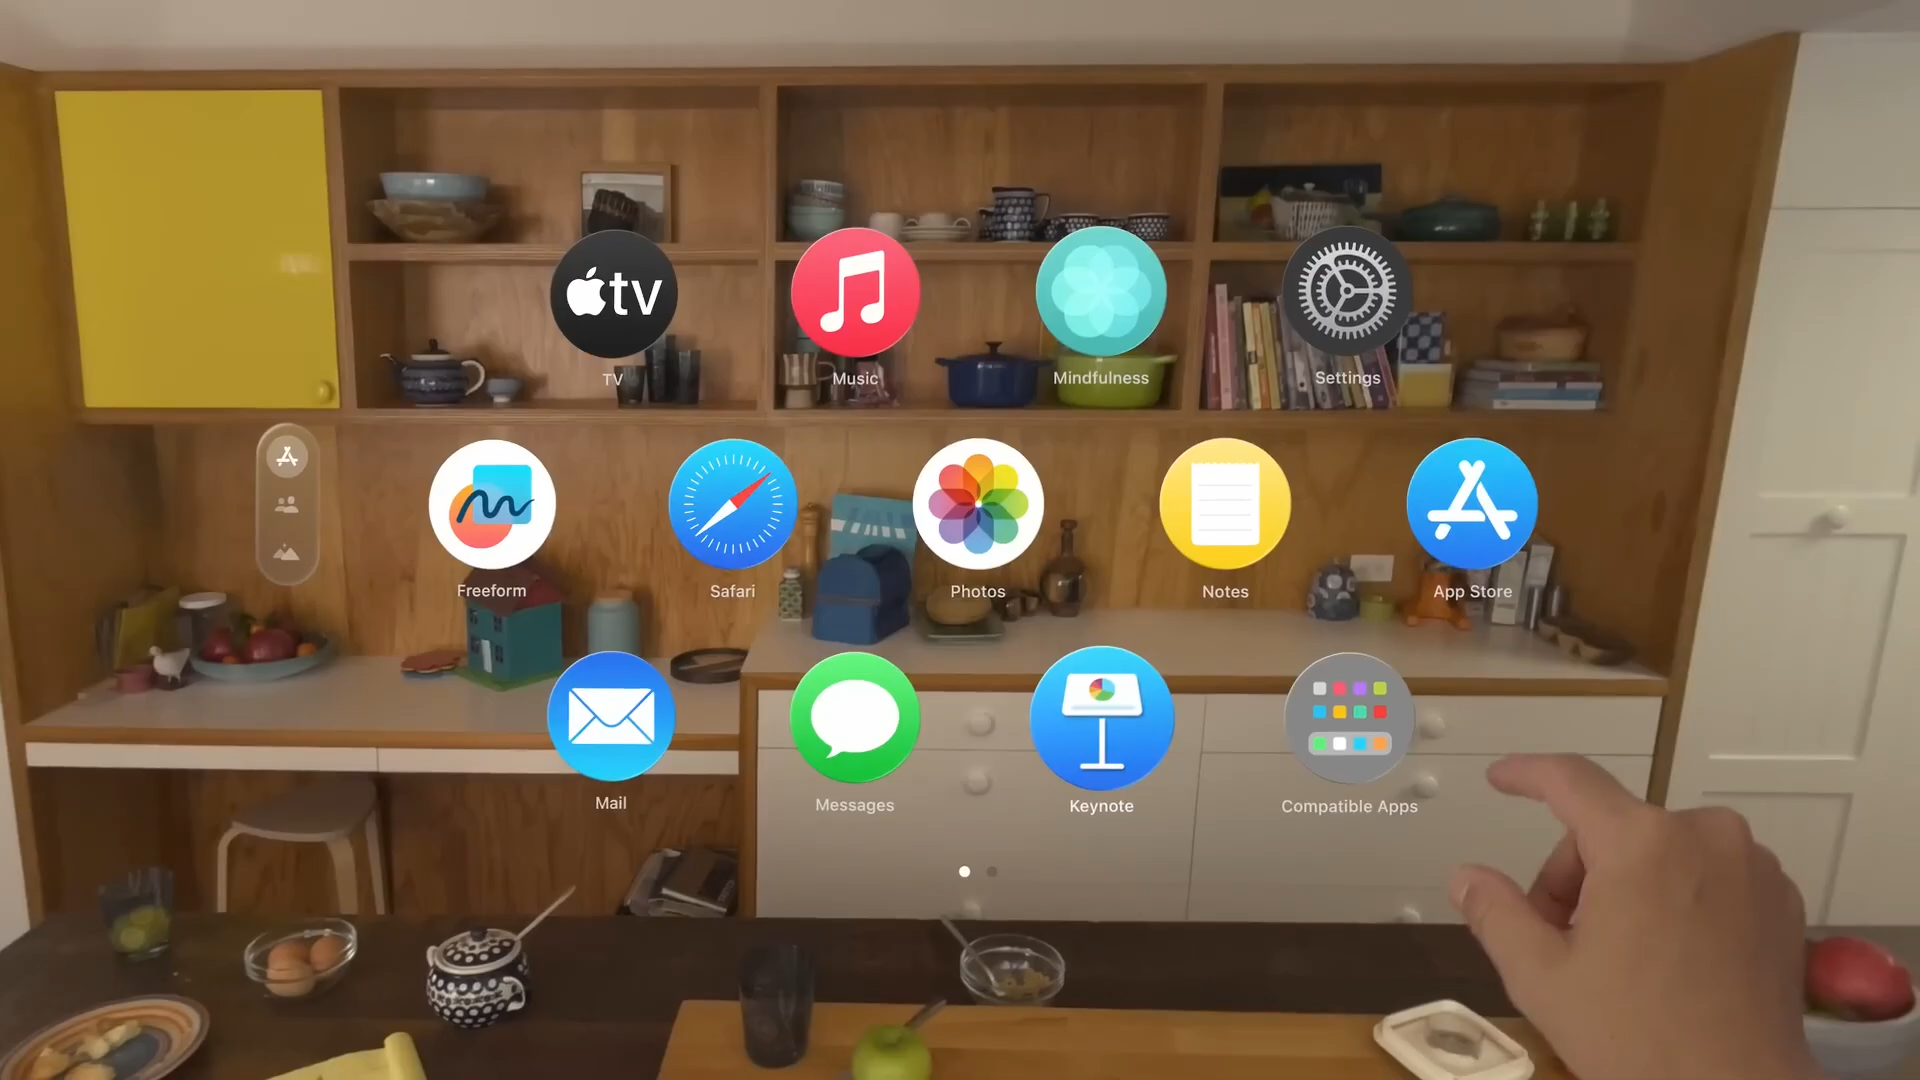 tv
TV
Music
Mindfulness
Settings
Freeform
Safari
Photos
Notes
App Store
Mail
Messages
Keynote
Compatible Apps